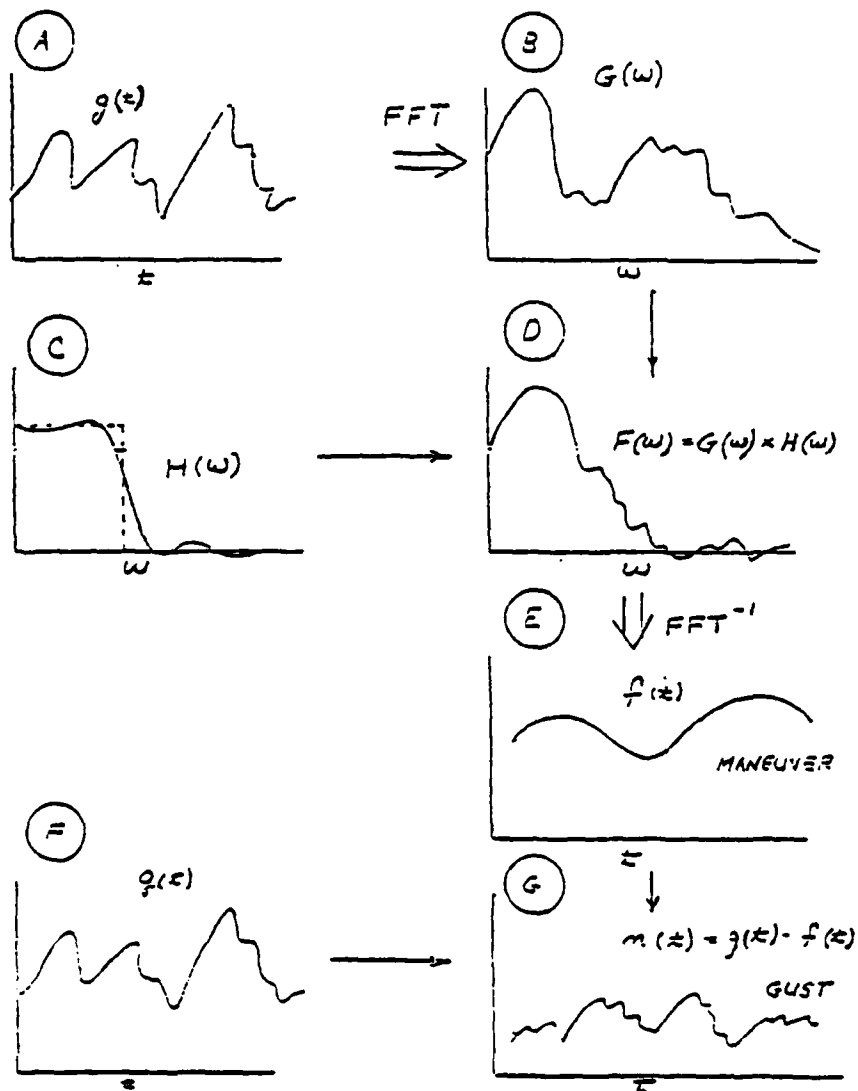 A
g(t)
t
FFT
B
G(ω)
ω
C
H(ω)
ω
D
F(ω) = G(ω) × H(ω)
ω
FFT⁻¹
E
f(t)
MANEUVER
t
F
g(t)
t
G
n(t) = g(t) - f(t)
GUST
t